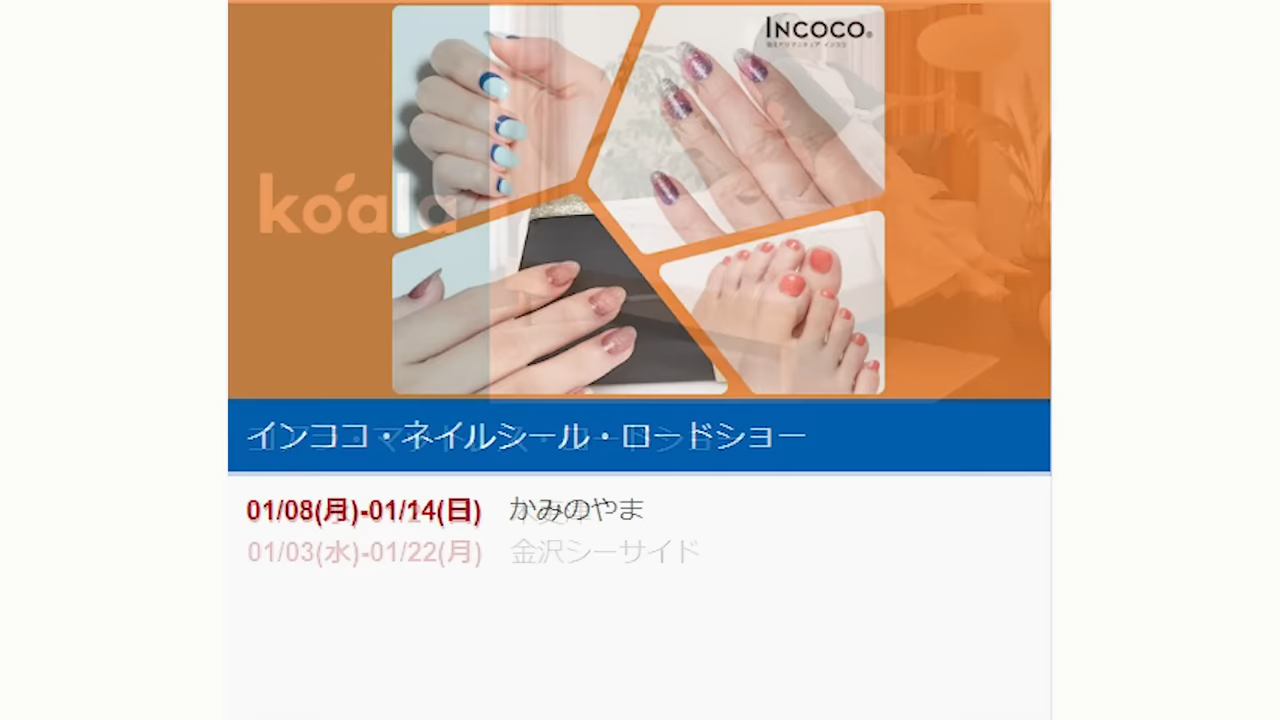 INCOCO®
koala
インココ・ネイルシール・ロードショー
01/08(月)-01/14(日) かみのやま
01/03(水)-01/22(月) 金沢シーサイド